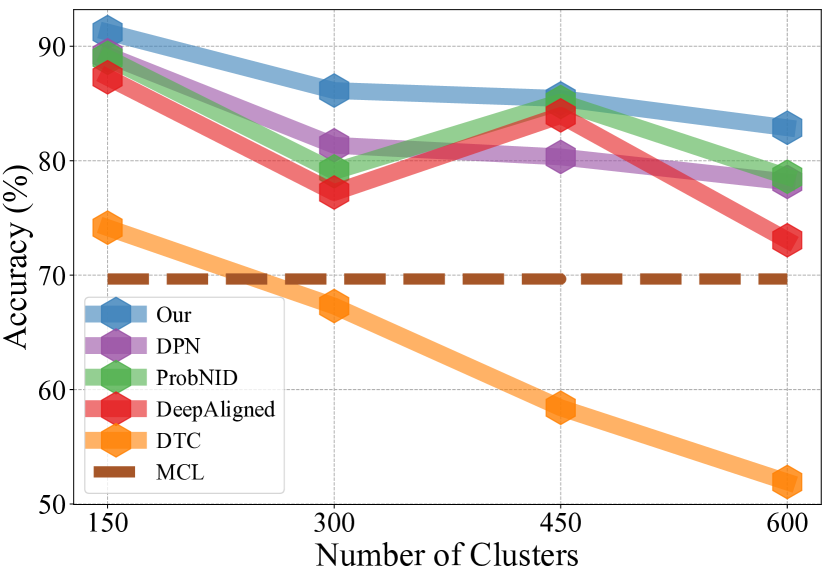 Accuracy (%)
90
80
70
60
50
Our
DPN
ProbNID
DeepAligned
DTC
MCL
150 300 450 600
Number of Clusters